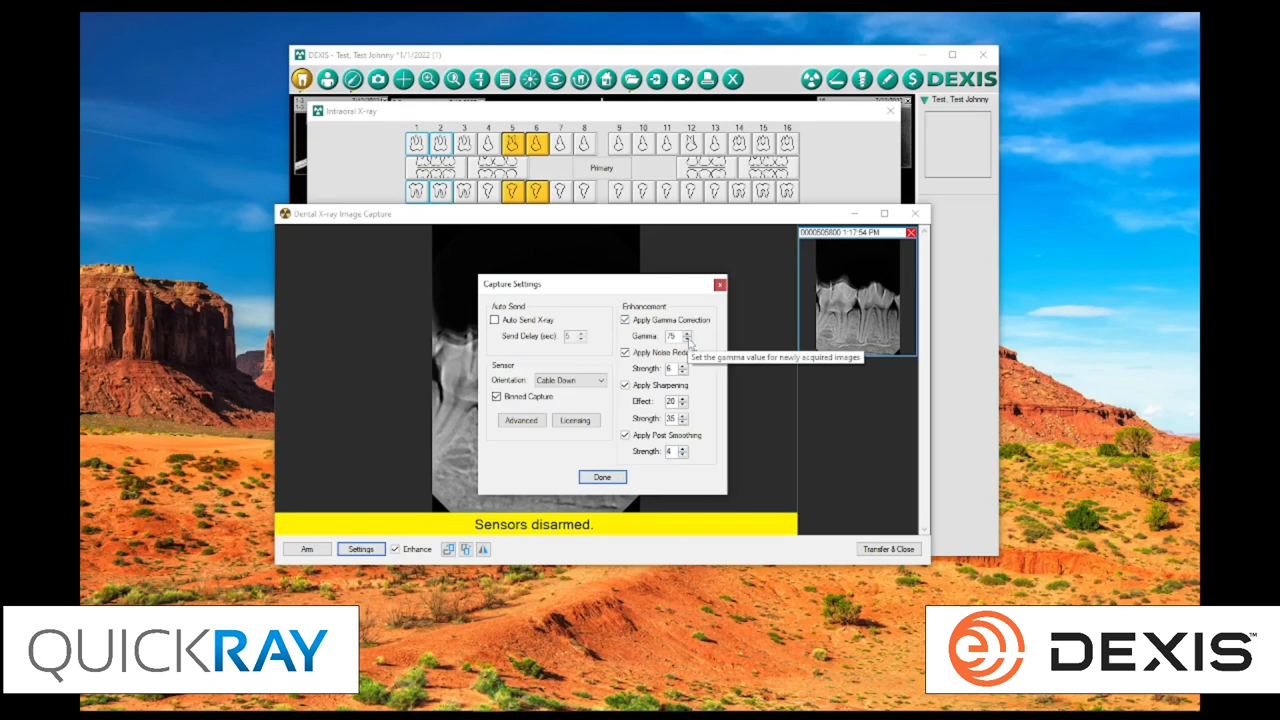 DEXIS - Test, Test Johnny *1/1/2022 (1)
DEXIS
Test, Test Johnny
Intraoral X-ray
1 2 3 4 5 6 7 8 9 10 11 12 13 14 15 16
Primary
Dental X-ray Image Capture
0000505800 1:17:54 PM
Capture Settings
Auto Send
Auto Send X-ray
Send Delay (sec): 5
Sensor
Orientation: Cable Down
Binned Capture
Advanced Licensing
Enhancement
Apply Gamma Correction
Gamma: 75
Set the gamma value for newly acquired images
Apply Noise
Strength: 6
Apply Sharpening
Effect: 20
Strength: 35
Apply Post Smoothing
Strength: 4
Done
Sensors disarmed.
Arm Settings Enhance Transfer & Close
QUICKRAY
DEXIS™